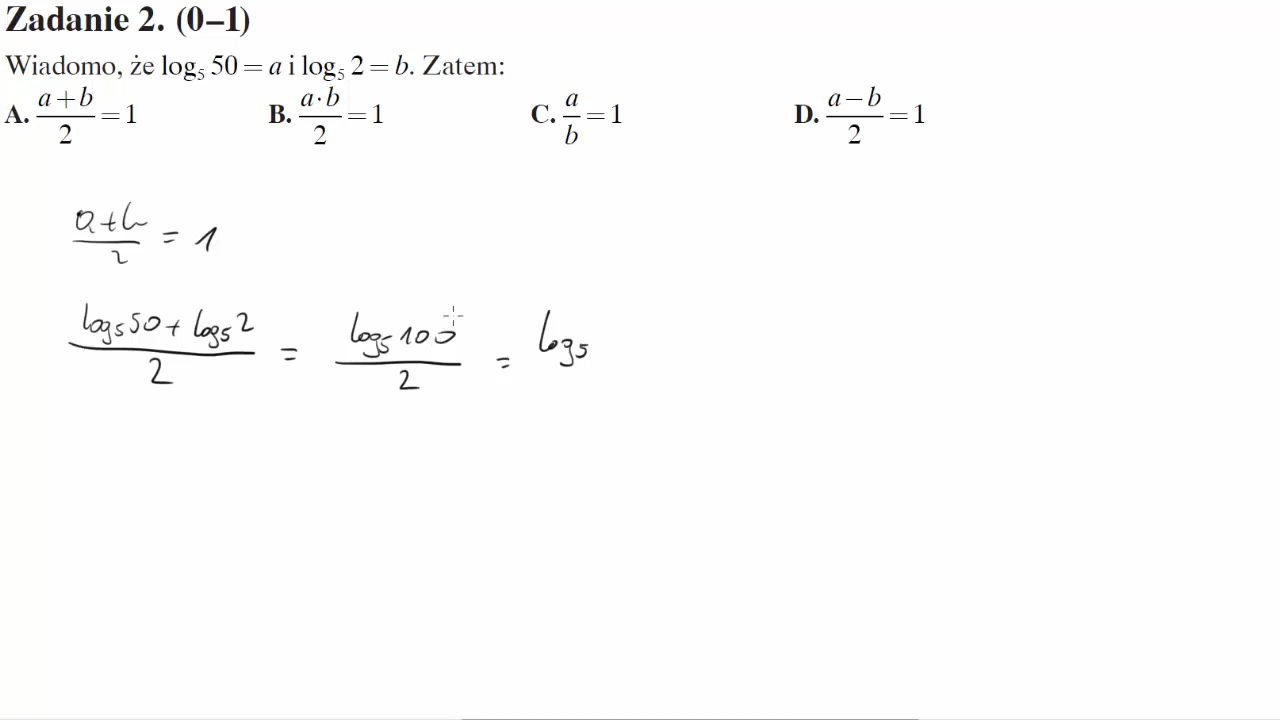 Zadanie 2. (0–1)
Wiadomo, że log₅ 50 = a i log₅ 2 = b. Zatem:
A. (a+b)/2 = 1 B. (a·b)/2 = 1 C. a/b = 1 D. (a−b)/2 = 1
(a+b)/2 = 1
(log₅50 + log₅2)/2 = (log₅100)/2 = log₅